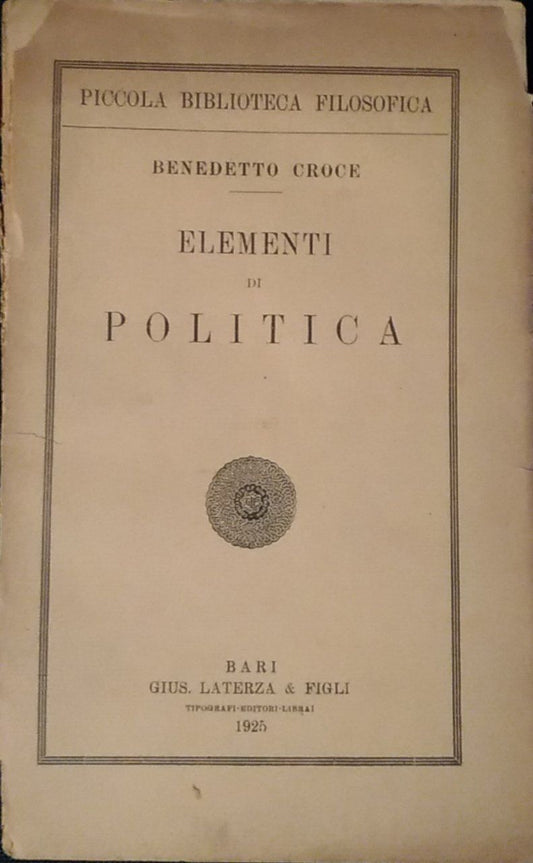 PICCOLA BIBLIOTECA FILOSOFICA
BENEDETTO CROCE
ELEMENTI
DI
POLITICA
BARI
GIUS. LATERZA & FIGLI
TIPOGRAFI-EDITORI-LIBRAI
1925